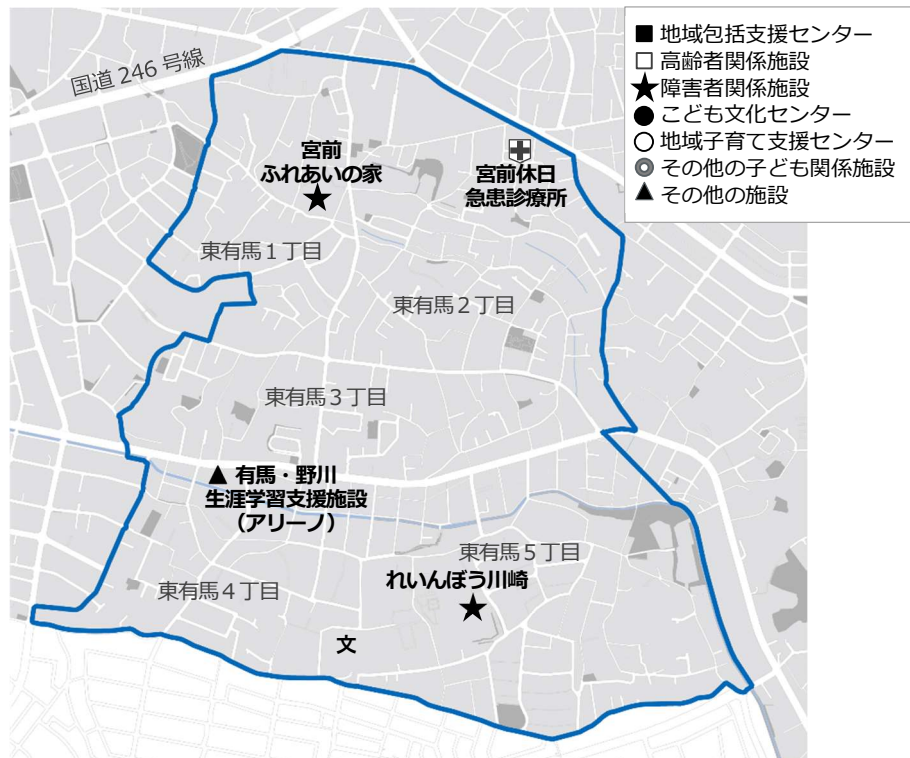 ■ 地域包括支援センター
□ 高齢者関係施設
★ 障害者関係施設
● こども文化センター
○ 地域子育て支援センター
◎ その他の子ども関係施設
▲ その他の施設
国道246号線
宮前
ふれあいの家
宮前休日
急患診療所
東有馬1丁目
東有馬2丁目
東有馬3丁目
▲ 有馬・野川
生涯学習支援施設
(アリーノ)
東有馬5丁目
れいんぼう川崎
東有馬4丁目
文